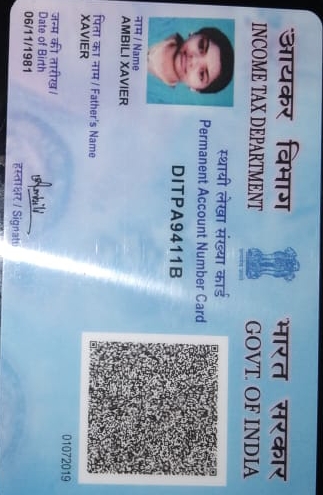 आयकर विभाग
INCOME TAX DEPARTMENT
भारत सरकार
GOVT. OF INDIA
स्थायी लेखा संख्या कार्ड
Permanent Account Number Card
DITPA9411B
नाम / Name
AMBILI XAVIER
पिता का नाम / Father's Name
XAVIER
जन्म की तारीख /
Date of Birth
06/11/1981
हस्ताक्षर / Signatu
01072019